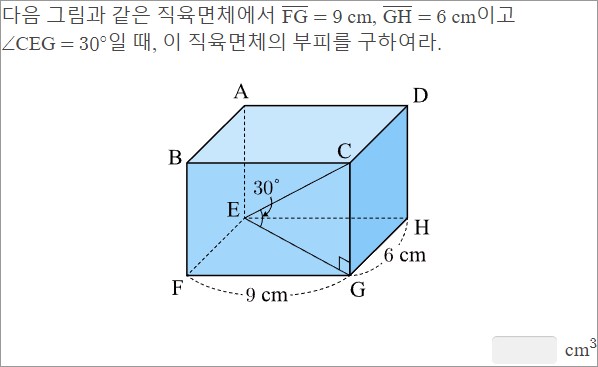 다음 그림과 같은 직육면체에서 F͞G͞ = 9 cm, G͞H͞ = 6 cm이고
∠CEG = 30°일 때, 이 직육면체의 부피를 구하여라.
A
D
B
C
30°
E
H
6 cm
F
9 cm
G
cm³